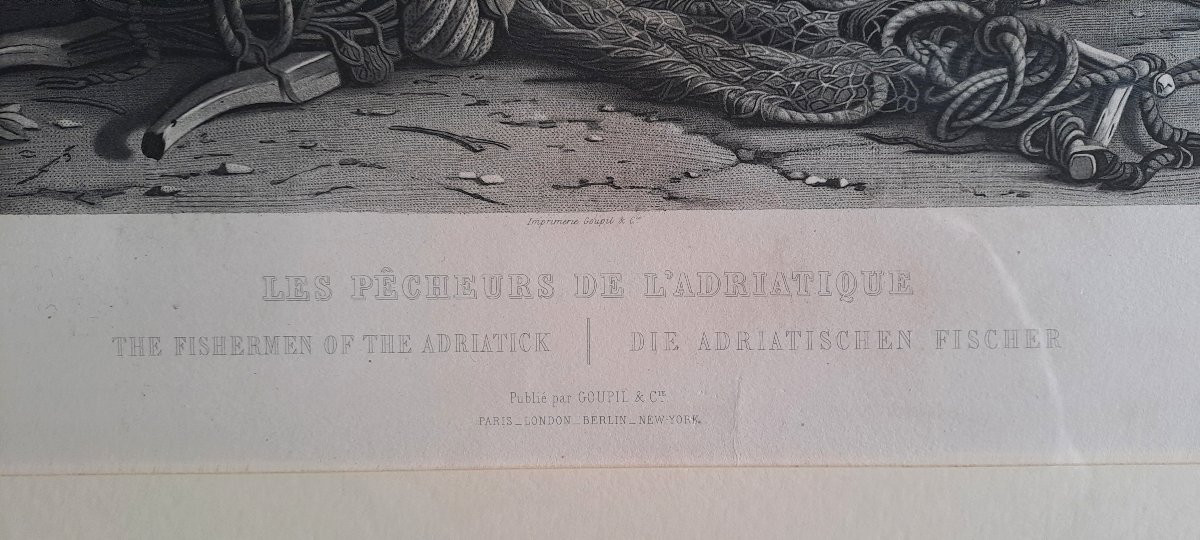 Imprimerie Goupil & Cie
LES PÊCHEURS DE L'ADRIATIQUE
THE FISHERMEN OF THE ADRIATICK
DIE ADRIATISCHEN FISCHER
Publié par GOUPIL & CIE
PARIS_LONDON_BERLIN_NEW-YORK.